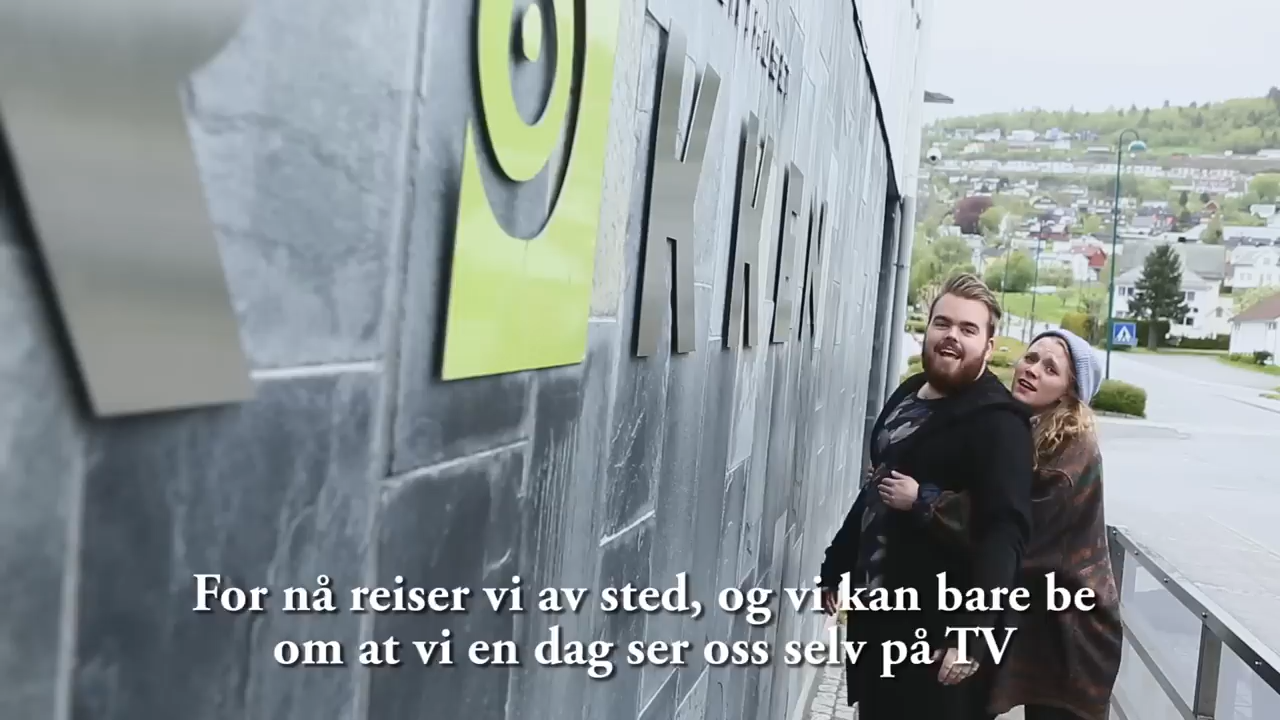 KKEN
For nå reiser vi av sted, og vi kan bare be
om at vi en dag ser oss selv på TV